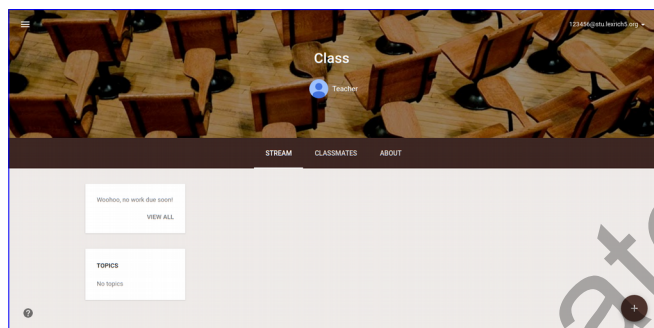 123456@stu.lexrich5.org
Class
Teacher
STREAM CLASSMATES ABOUT
Woohoo, no work due soon!
VIEW ALL
TOPICS
No topics